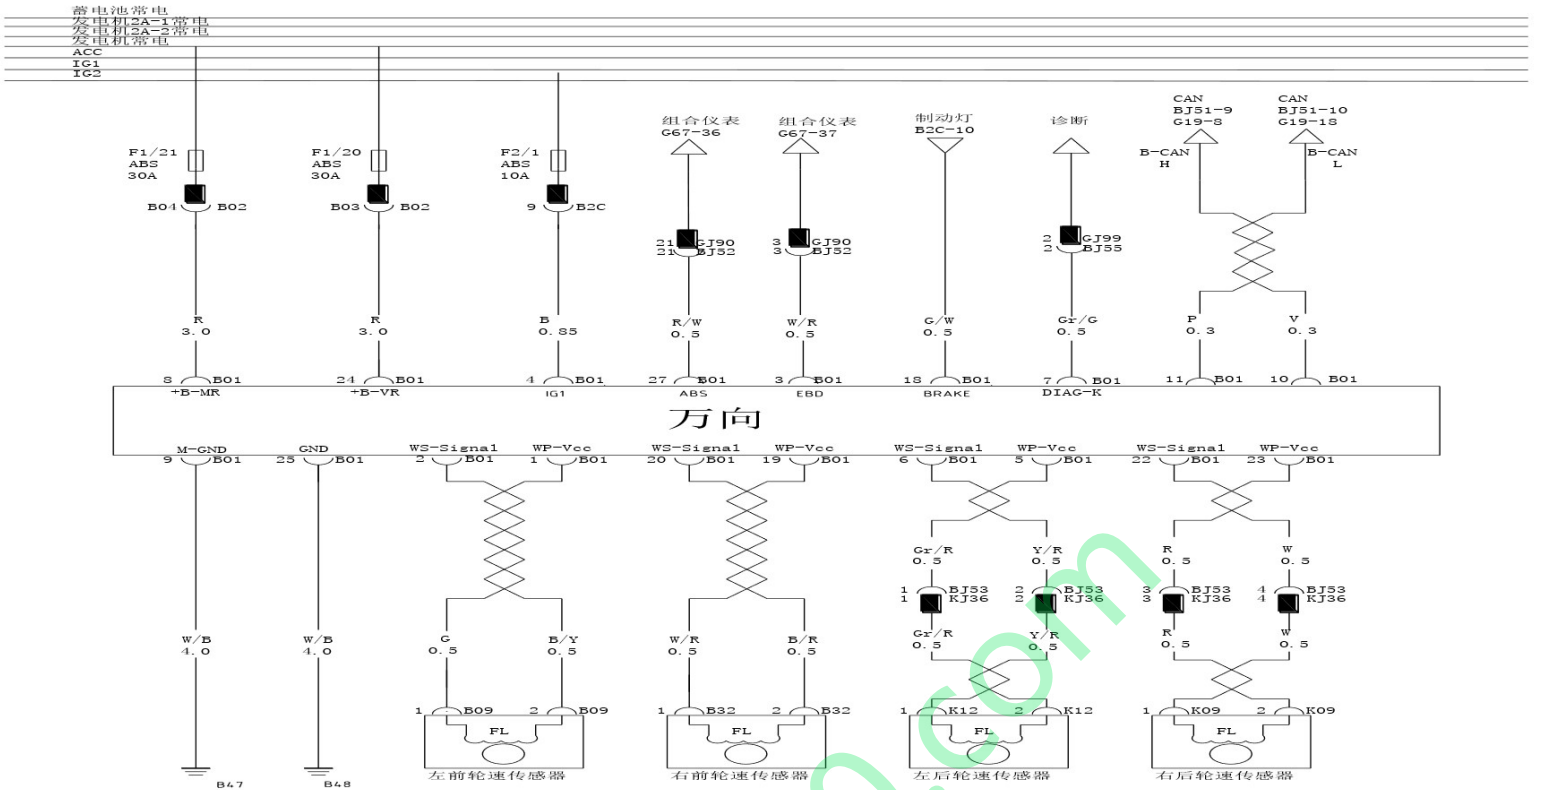 蓄电池常电
发电机2A-1常电
发电机2A-2常电
发电机常电
ACC
IG1
IG2
组合仪表
G67-36
组合仪表
G67-37
制动灯
B2C-10
诊断
CAN
BJ51-9
G19-8
CAN
BJ51-10
G19-18
B-CAN
H
B-CAN
L
F1/21
ABS
30A
F1/20
ABS
30A
F2/1
ABS
10A
B04 B02
B03 B02
9 B2C
21 GJ90
21 BJ52
3 GJ90
3 BJ52
2 GJ99
2 BJ55
R
3.0
R
3.0
B
0.85
R/W
0.5
W/R
0.5
G/W
0.5
Gr/G
0.5
P
0.3
V
0.3
8 B01
24 B01
4 B01
27 B01
3 B01
18 B01
7 B01
11 B01
10 B01
+B-MR
+B-VR
IG1
ABS
EBD
BRAKE
DIAG-K
万向
M-GND
GND
WS-Signal
WP-Vcc
WS-Signal
WP-Vcc
WS-Signal
WP-Vcc
WS-Signal
WP-Vcc
9 B01
25 B01
2 B01
1 B01
20 B01
19 B01
6 B01
5 B01
22 B01
23 B01
Gr/R
0.5
Y/R
0.5
R
0.5
W
0.5
1 BJ53
1 KJ36
2 BJ53
2 KJ36
3 BJ53
3 KJ36
4 BJ53
4 KJ36
W/B
4.0
W/B
4.0
G
0.5
B/Y
0.5
W/R
0.5
B/R
0.5
Gr/R
0.5
Y/R
0.5
R
0.5
W
0.5
1 B09
2 B09
1 B32
2 B32
1 K12
2 K12
1 K09
2 K09
FL
FL
FL
FL
左前轮速传感器
右前轮速传感器
左后轮速传感器
右后轮速传感器
B47
B48
.com